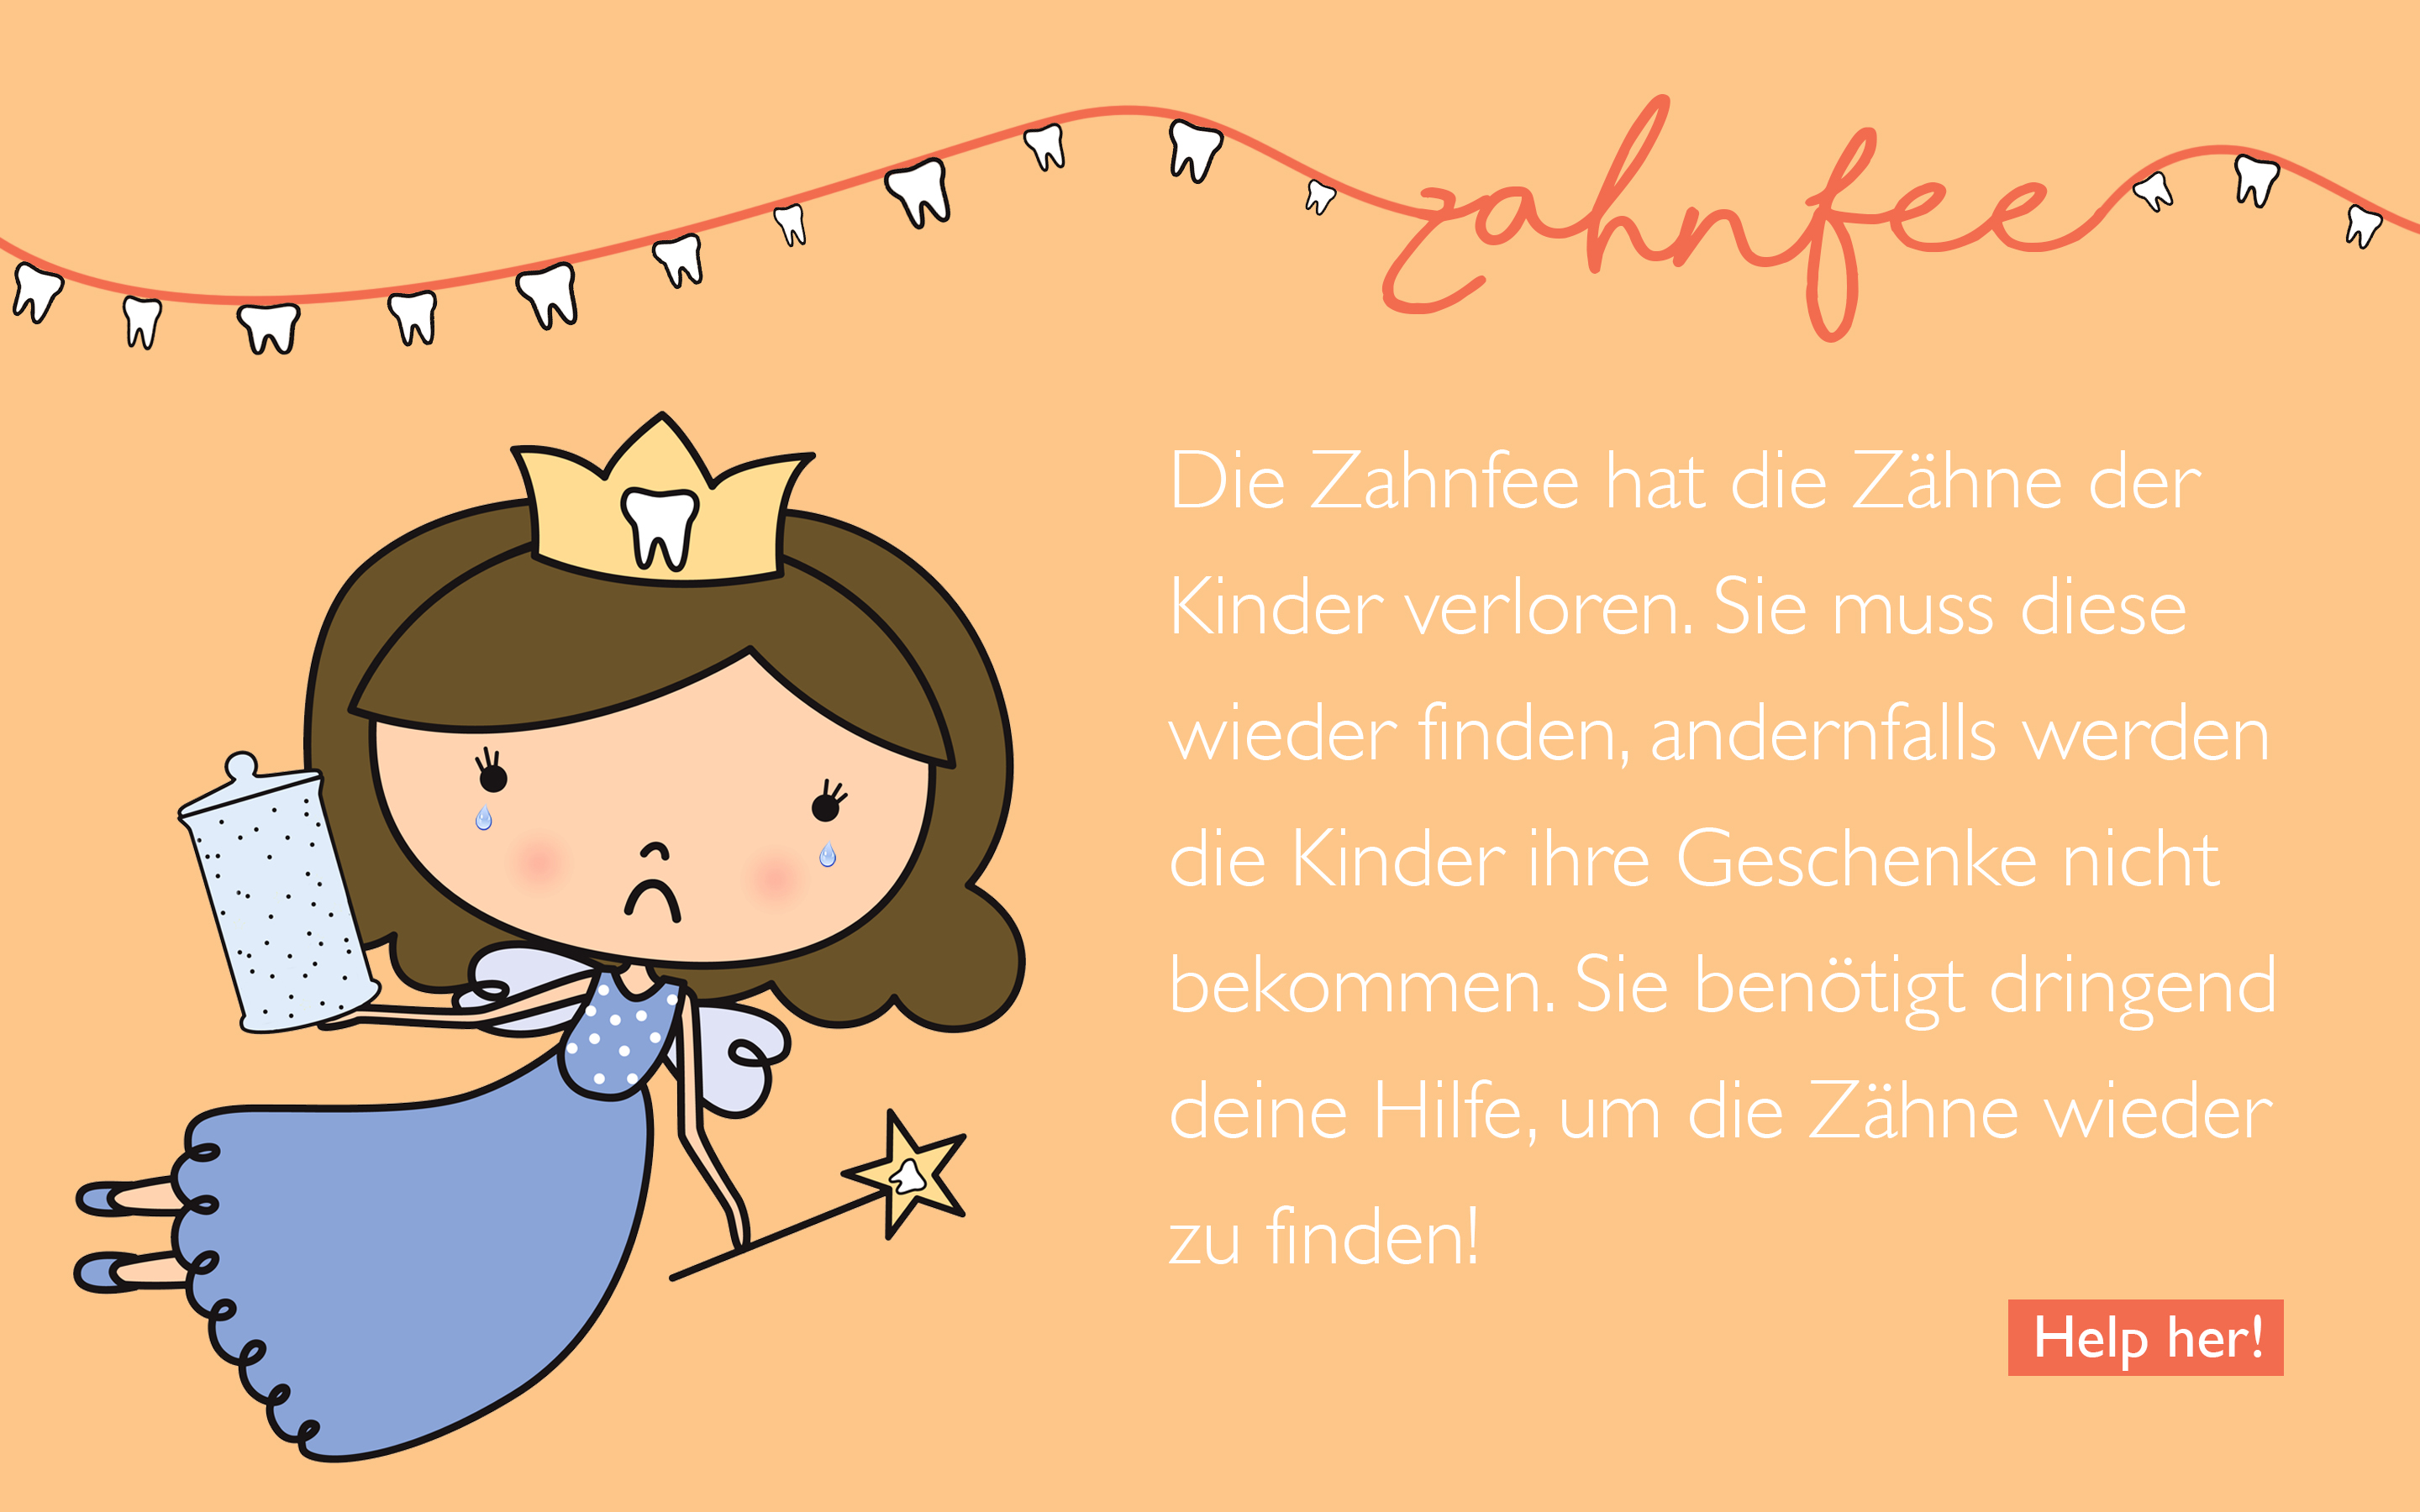 zahnfee
Die Zahnfee hat die Zähne der
Kinder verloren. Sie muss diese
wieder finden, andernfalls werden
die Kinder ihre Geschenke nicht
bekommen. Sie benötigt dringend
deine Hilfe, um die Zähne wieder
zu finden!
Help her!